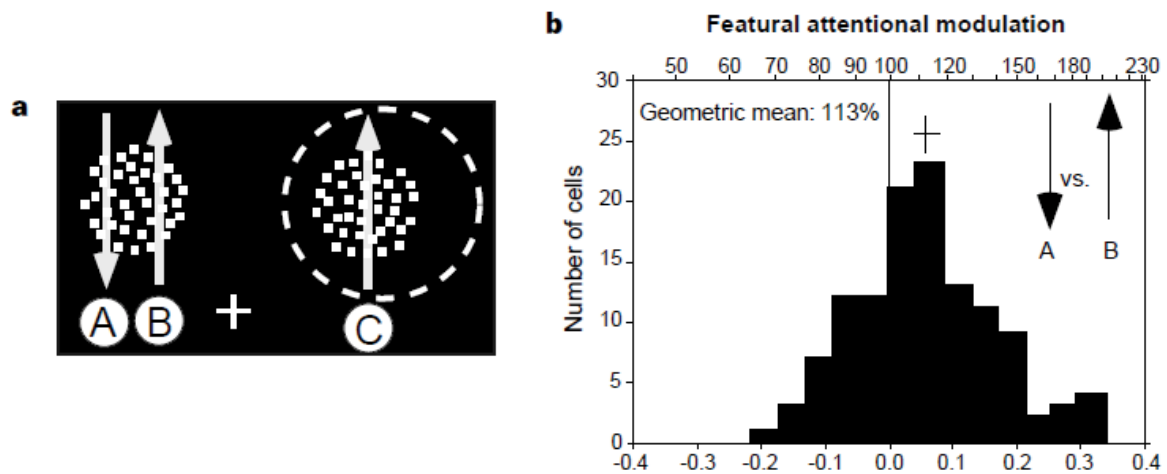 a
A
B
C
b
Featural attentional modulation
50 60 70 80 90 100 120 150 180 230
30
25
20
15
10
5
0
Number of cells
Geometric mean: 113%
vs.
A
B
-0.4 -0.3 -0.2 -0.1 0.0 0.1 0.2 0.3 0.4